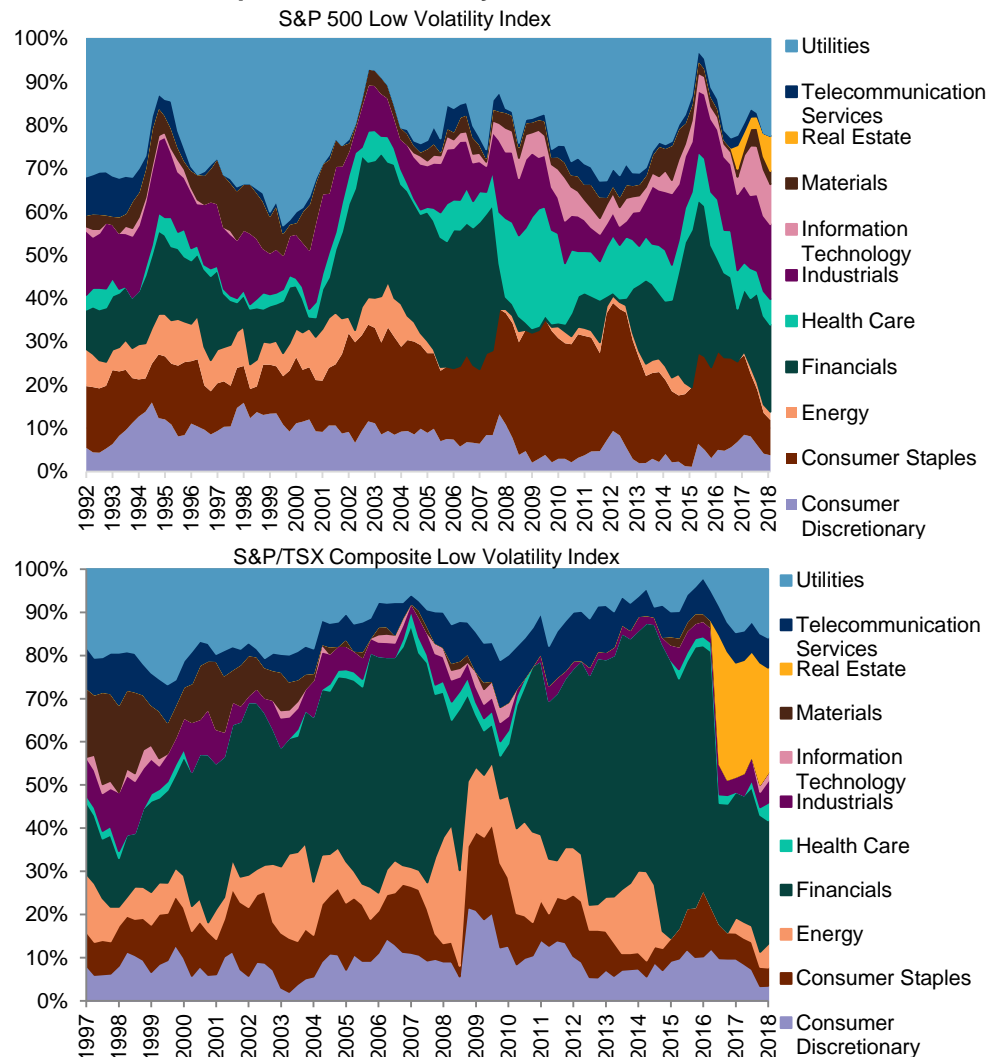 S&P 500 Low Volatility Index
100%
90%
80%
70%
60%
50%
40%
30%
20%
10%
0%
1992
1993
1994
1995
1996
1997
1998
1999
2000
2001
2002
2003
2004
2005
2006
2007
2008
2009
2010
2011
2012
2013
2014
2015
2016
2017
2018
Utilities
Telecommunication
Services
Real Estate
Materials
Information
Technology
Industrials
Health Care
Financials
Energy
Consumer Staples
Consumer
Discretionary
S&P/TSX Composite Low Volatility Index
100%
90%
80%
70%
60%
50%
40%
30%
20%
10%
0%
1997
1998
1999
2000
2001
2002
2003
2004
2005
2006
2007
2008
2009
2010
2011
2012
2013
2014
2015
2016
2017
2018
Utilities
Telecommunication
Services
Real Estate
Materials
Information
Technology
Industrials
Health Care
Financials
Energy
Consumer Staples
Consumer
Discretionary